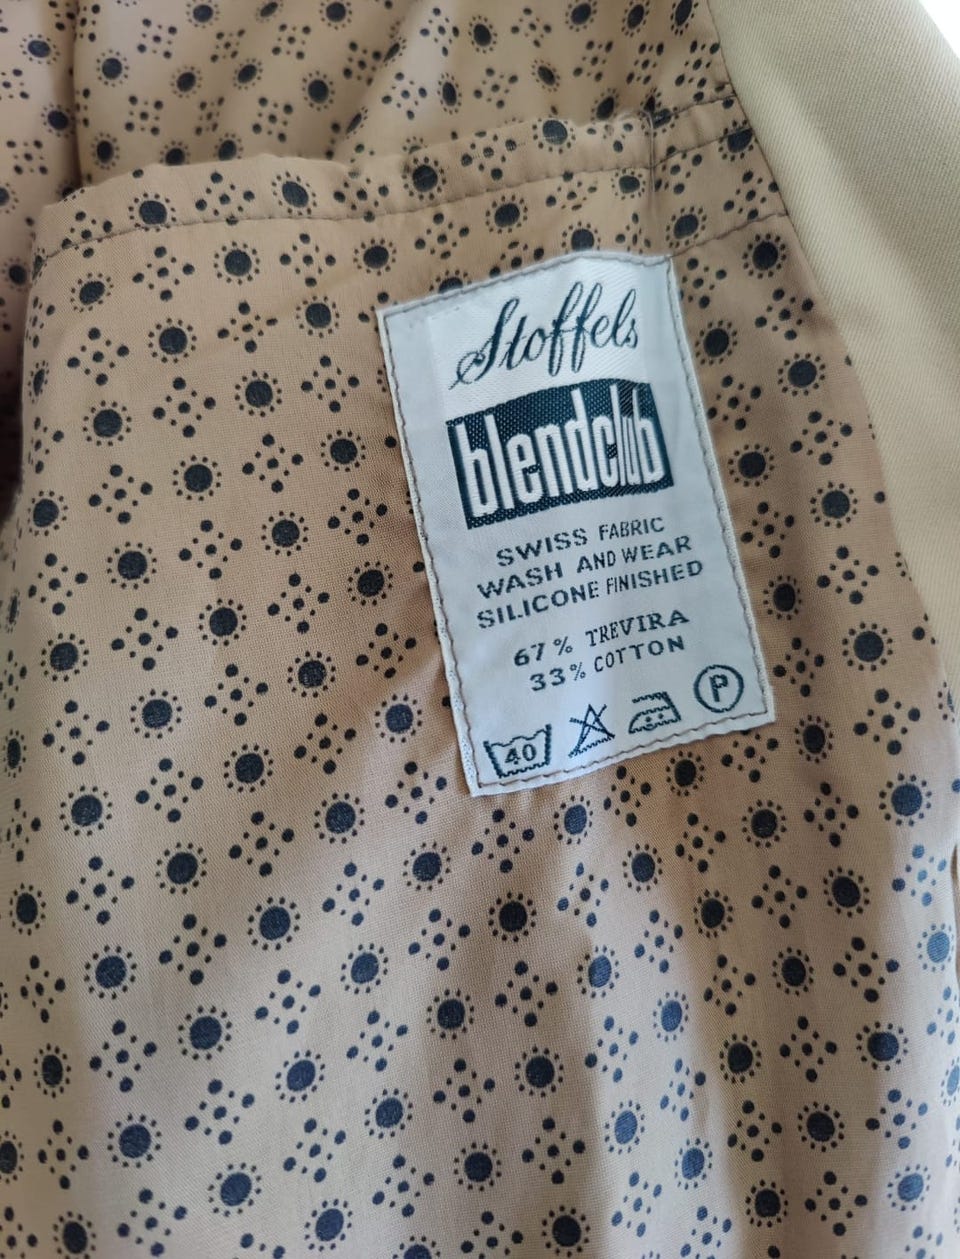 Stoffels
blendclub
SWISS FABRIC
WASH AND WEAR
SILICONE FINISHED
67% TREVIRA
33% COTTON
40 P